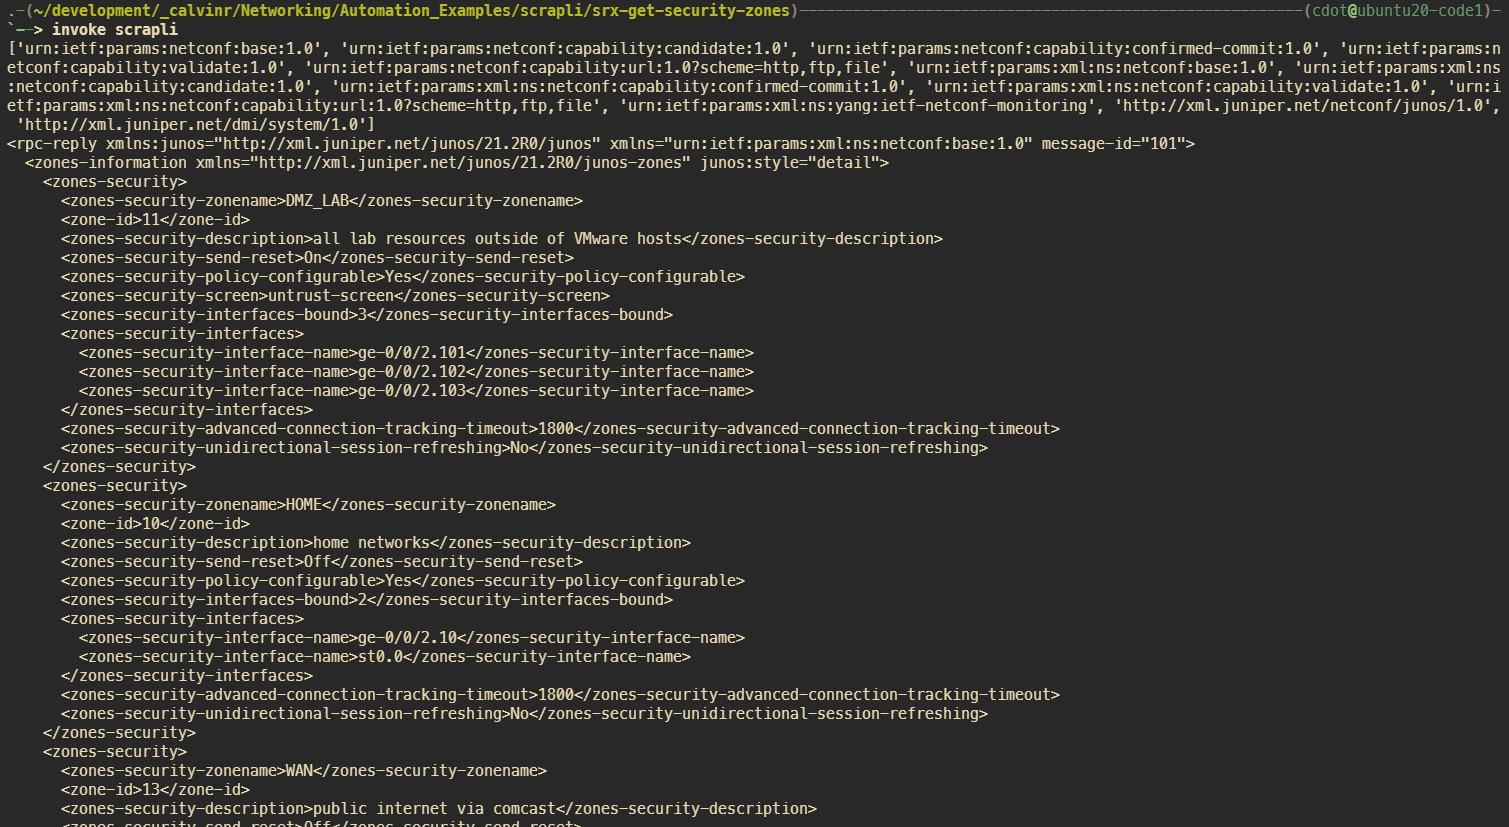 .-(~/development/_calvinr/Networking/Automation_Examples/scrapli/srx-get-security-zones)--------------------------------------------------------(cdot@ubuntu20-code1)-
`--> invoke scrapli
['urn:ietf:params:netconf:base:1.0', 'urn:ietf:params:netconf:capability:candidate:1.0', 'urn:ietf:params:netconf:capability:confirmed-commit:1.0', 'urn:ietf:params:n
etconf:capability:validate:1.0', 'urn:ietf:params:netconf:capability:url:1.0?scheme=http,ftp,file', 'urn:ietf:params:xml:ns:netconf:base:1.0', 'urn:ietf:params:xml:ns
:netconf:capability:candidate:1.0', 'urn:ietf:params:xml:ns:netconf:capability:confirmed-commit:1.0', 'urn:ietf:params:xml:ns:netconf:capability:validate:1.0', 'urn:i
etf:params:xml:ns:netconf:capability:url:1.0?scheme=http,ftp,file', 'urn:ietf:params:xml:ns:yang:ietf-netconf-monitoring', 'http://xml.juniper.net/netconf/junos/1.0',
 'http://xml.juniper.net/dmi/system/1.0']
<rpc-reply xmlns:junos="http://xml.juniper.net/junos/21.2R0/junos" xmlns="urn:ietf:params:xml:ns:netconf:base:1.0" message-id="101">
  <zones-information xmlns="http://xml.juniper.net/junos/21.2R0/junos-zones" junos:style="detail">
    <zones-security>
      <zones-security-zonename>DMZ_LAB</zones-security-zonename>
      <zone-id>11</zone-id>
      <zones-security-description>all lab resources outside of VMware hosts</zones-security-description>
      <zones-security-send-reset>On</zones-security-send-reset>
      <zones-security-policy-configurable>Yes</zones-security-policy-configurable>
      <zones-security-screen>untrust-screen</zones-security-screen>
      <zones-security-interfaces-bound>3</zones-security-interfaces-bound>
      <zones-security-interfaces>
        <zones-security-interface-name>ge-0/0/2.101</zones-security-interface-name>
        <zones-security-interface-name>ge-0/0/2.102</zones-security-interface-name>
        <zones-security-interface-name>ge-0/0/2.103</zones-security-interface-name>
      </zones-security-interfaces>
      <zones-security-advanced-connection-tracking-timeout>1800</zones-security-advanced-connection-tracking-timeout>
      <zones-security-unidirectional-session-refreshing>No</zones-security-unidirectional-session-refreshing>
    </zones-security>
    <zones-security>
      <zones-security-zonename>HOME</zones-security-zonename>
      <zone-id>10</zone-id>
      <zones-security-description>home networks</zones-security-description>
      <zones-security-send-reset>Off</zones-security-send-reset>
      <zones-security-policy-configurable>Yes</zones-security-policy-configurable>
      <zones-security-interfaces-bound>2</zones-security-interfaces-bound>
      <zones-security-interfaces>
        <zones-security-interface-name>ge-0/0/2.10</zones-security-interface-name>
        <zones-security-interface-name>st0.0</zones-security-interface-name>
      </zones-security-interfaces>
      <zones-security-advanced-connection-tracking-timeout>1800</zones-security-advanced-connection-tracking-timeout>
      <zones-security-unidirectional-session-refreshing>No</zones-security-unidirectional-session-refreshing>
    </zones-security>
    <zones-security>
      <zones-security-zonename>WAN</zones-security-zonename>
      <zone-id>13</zone-id>
      <zones-security-description>public internet via comcast</zones-security-description>
      <zones-security-send-reset>Off</zones-security-send-reset>